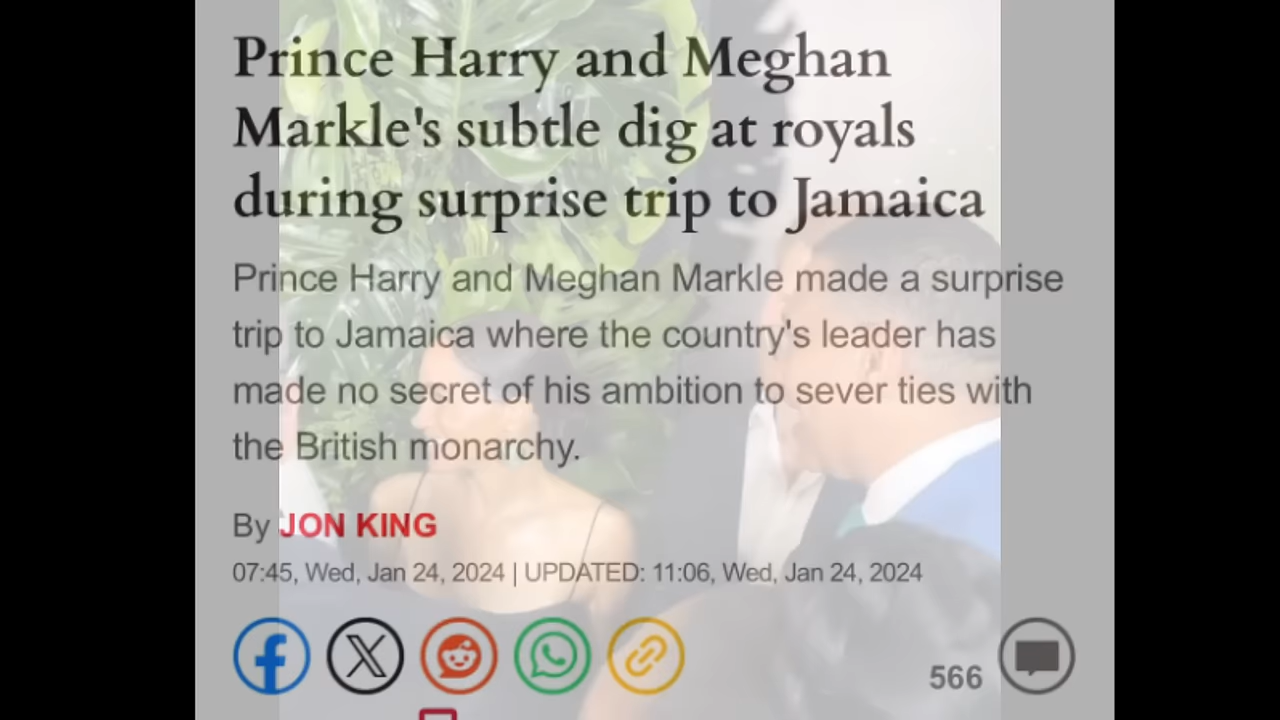 Prince Harry and Meghan
Markle's subtle dig at royals
during surprise trip to Jamaica
Prince Harry and Meghan Markle made a surprise
trip to Jamaica where the country's leader has
made no secret of his ambition to sever ties with
the British monarchy.
By JON KING
07:45, Wed, Jan 24, 2024 | UPDATED: 11:06, Wed, Jan 24, 2024
566